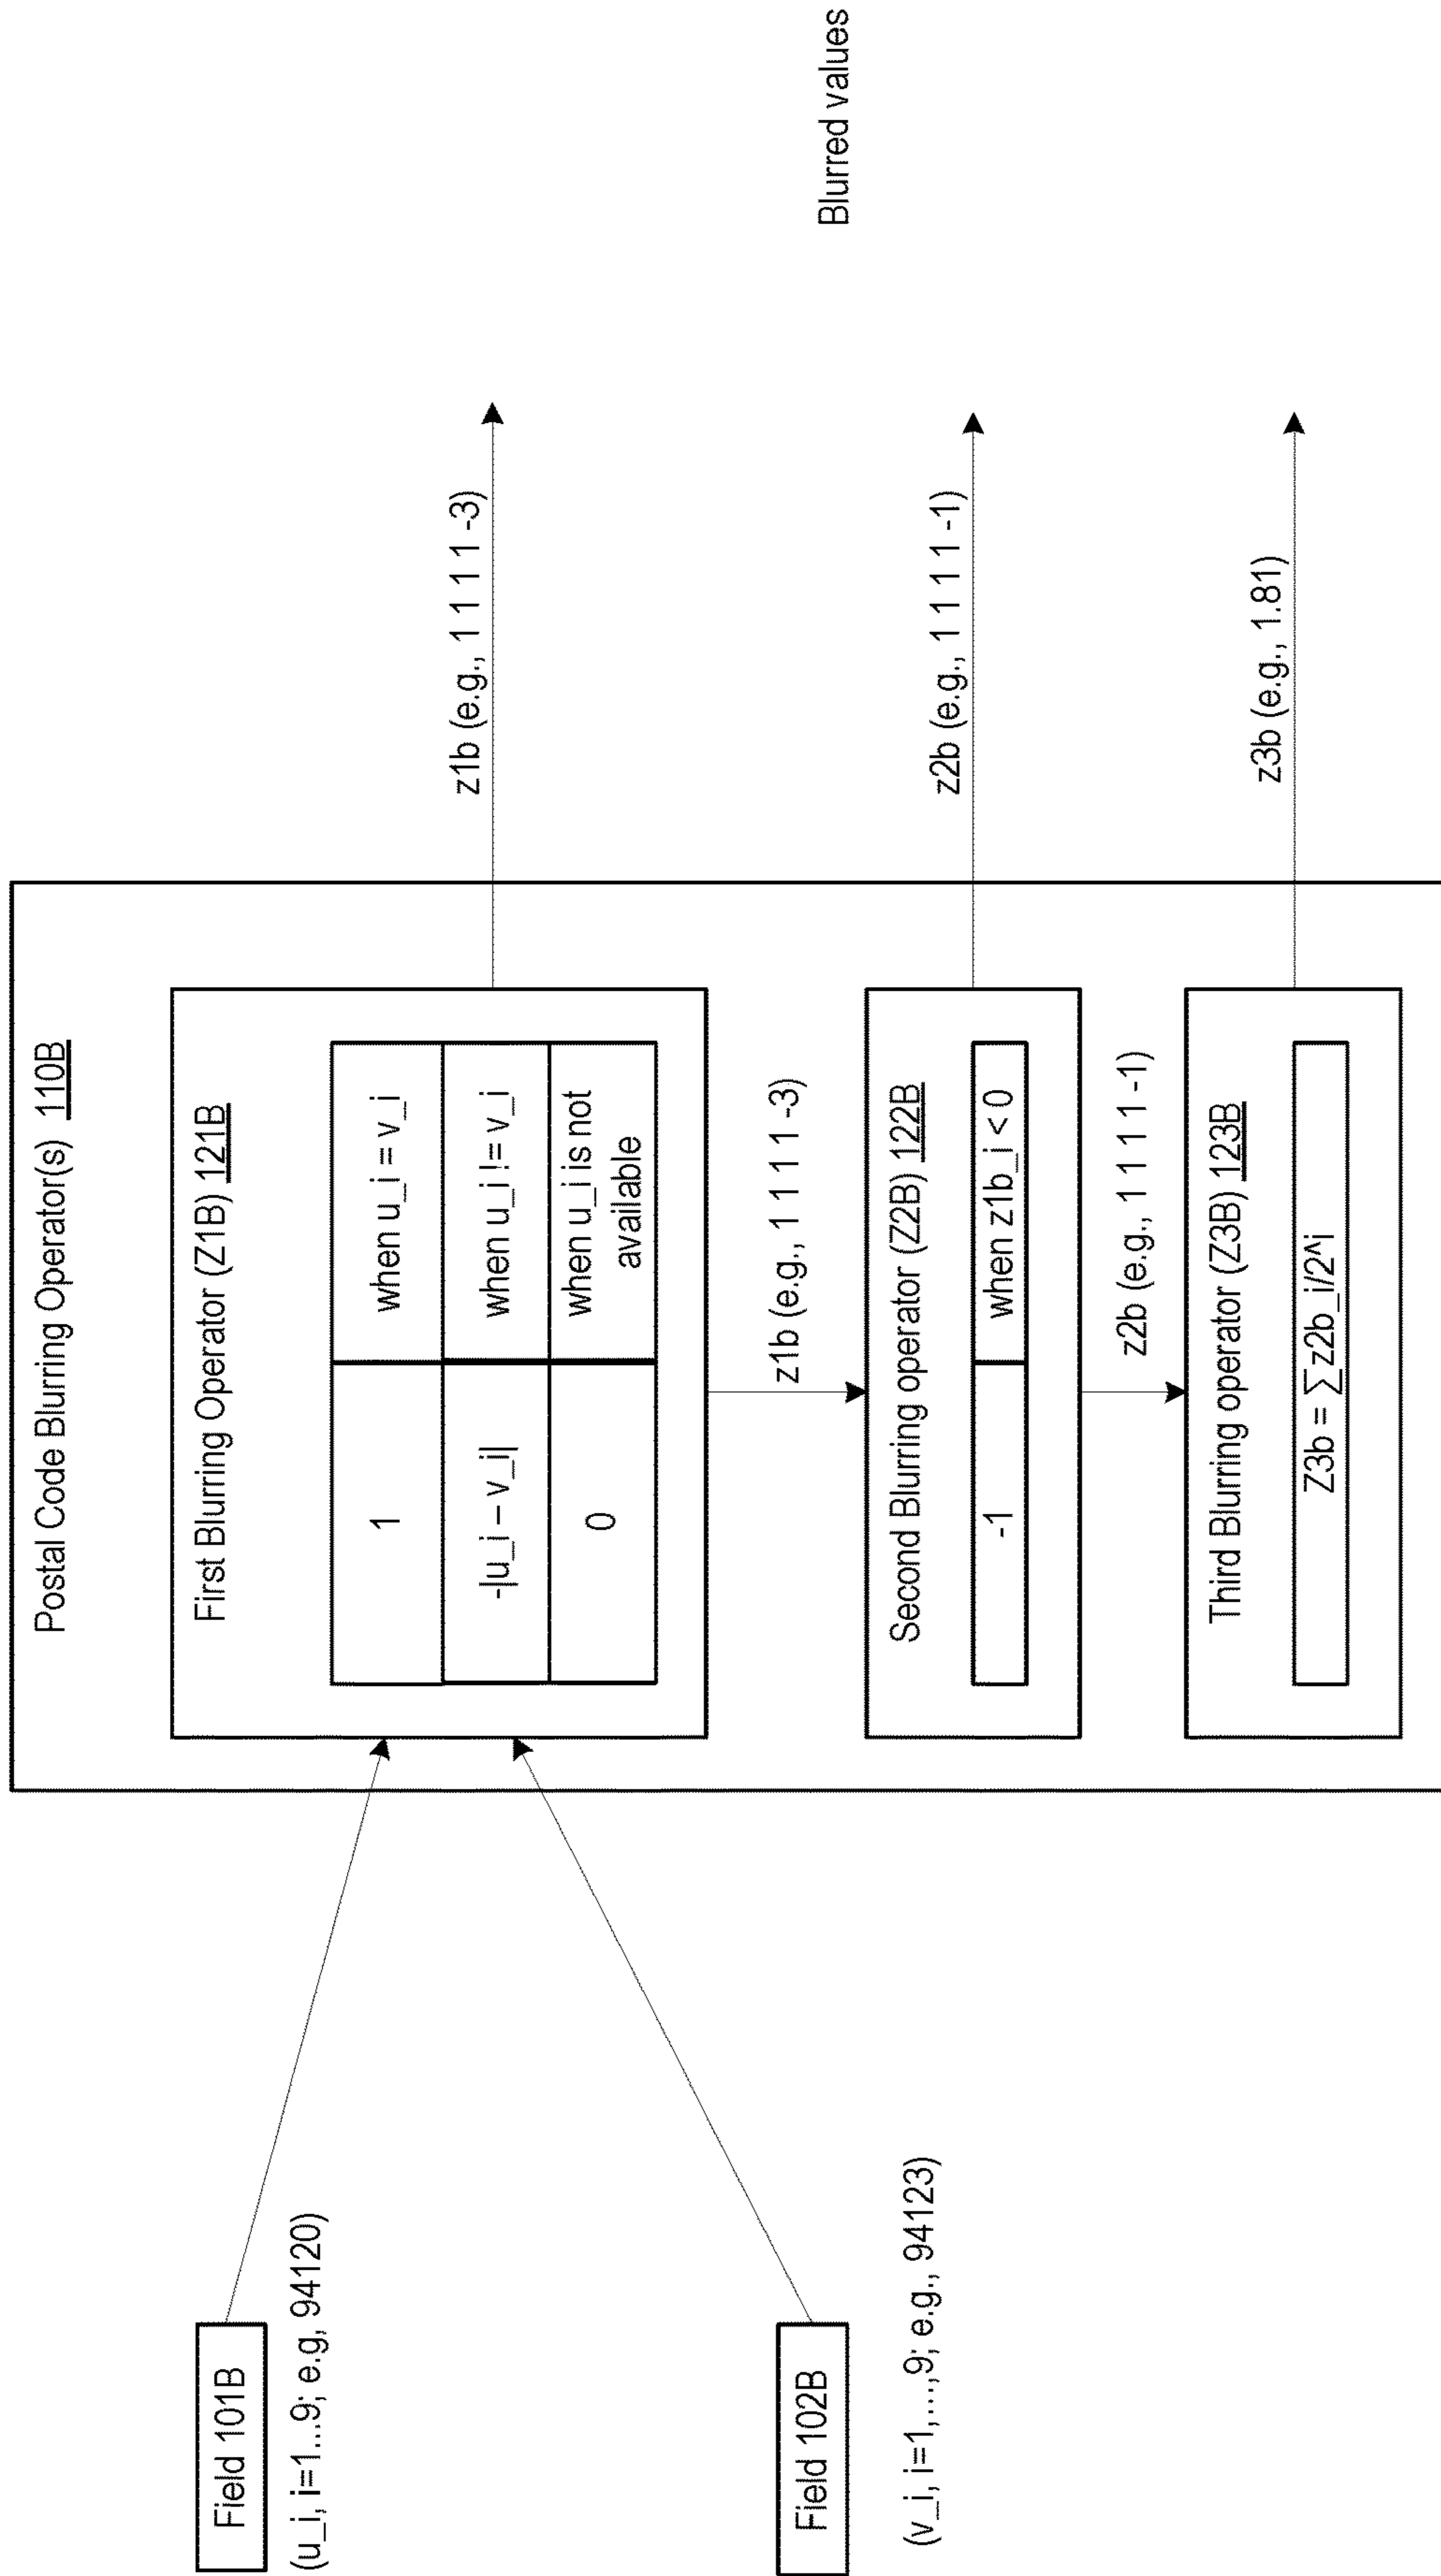 Field 101B
(u_i, i=1...9; e.g, 94120)
Field 102B
(v_i, i=1,...,9; e.g., 94123)
Postal Code Blurring Operator(s) 110B
First Blurring Operator (Z1B) 121B
1 when u_i = v_i
-|u_i – v_i| when u_i != v_i
0 when u_i is not
available
z1b (e.g., 1 1 1 1 -3)
Second Blurring operator (Z2B) 122B
-1 when z1b_i < 0
z2b (e.g., 1 1 1 1 -1)
Third Blurring operator (Z3B) 123B
Z3b = ∑ z2b_i/2^i
z1b (e.g., 1 1 1 1 -3)
z2b (e.g., 1 1 1 1 -1)
z3b (e.g., 1.81)
Blurred values